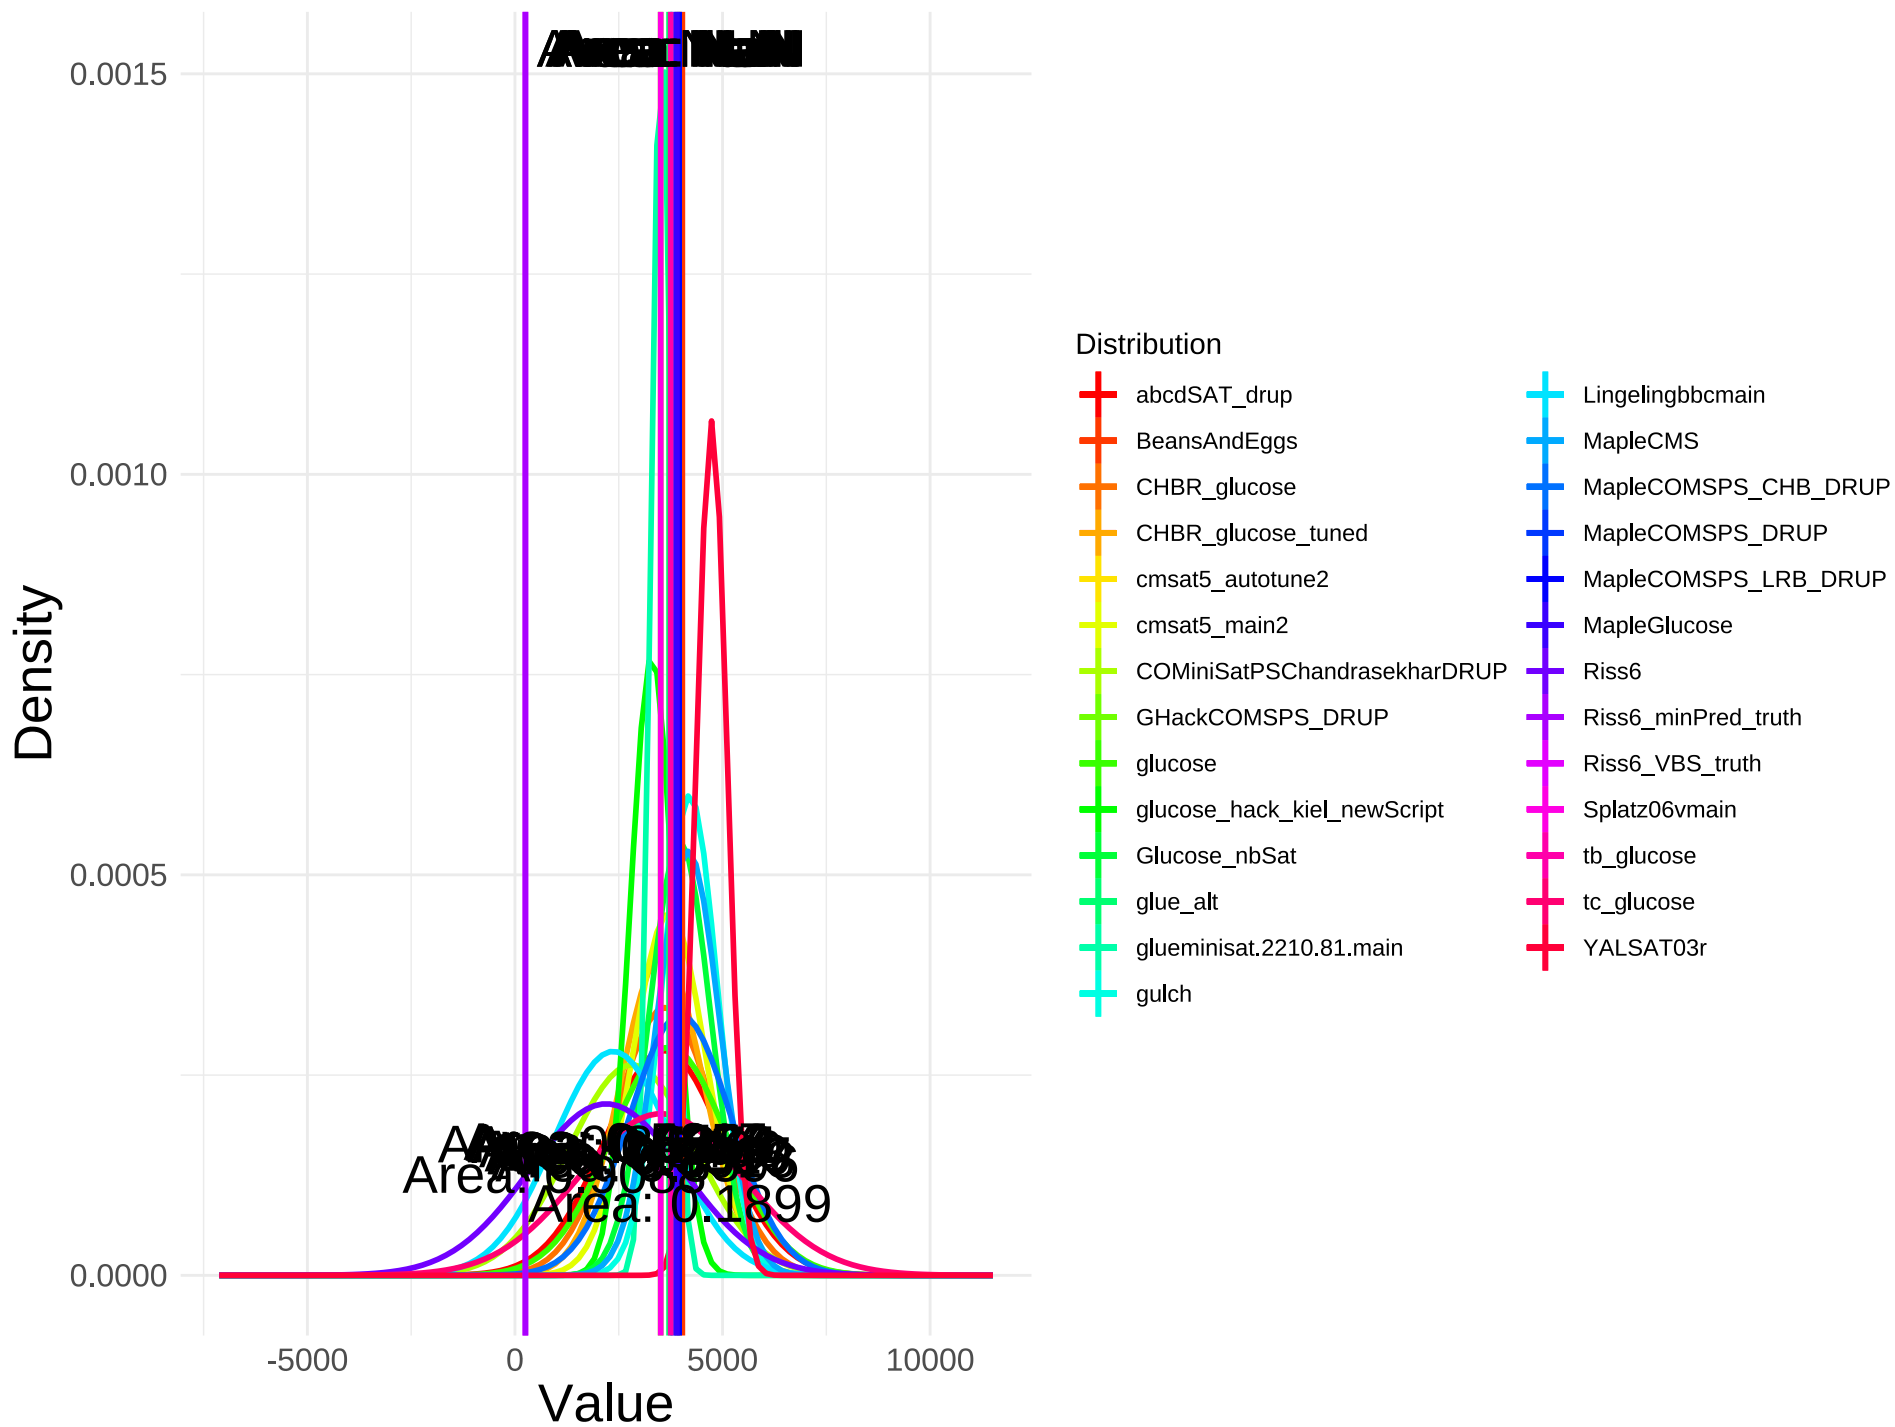 0.0015
0.0010
0.0005
0.0000
Density
-5000
0
5000
10000
Value
Area:
Area: 0.1899
Distribution
abcdSAT_drup
BeansAndEggs
CHBR_glucose
CHBR_glucose_tuned
cmsat5_autotune2
cmsat5_main2
COMiniSatPSChandrasekharDRUP
GHackCOMSPS_DRUP
glucose
glucose_hack_kiel_newScript
Glucose_nbSat
glue_alt
glueminisat.2210.81.main
gulch
Lingelingbbcmain
MapleCMS
MapleCOMSPS_CHB_DRUP
MapleCOMSPS_DRUP
MapleCOMSPS_LRB_DRUP
MapleGlucose
Riss6
Riss6_minPred_truth
Riss6_VBS_truth
Splatz06vmain
tb_glucose
tc_glucose
YALSAT03r